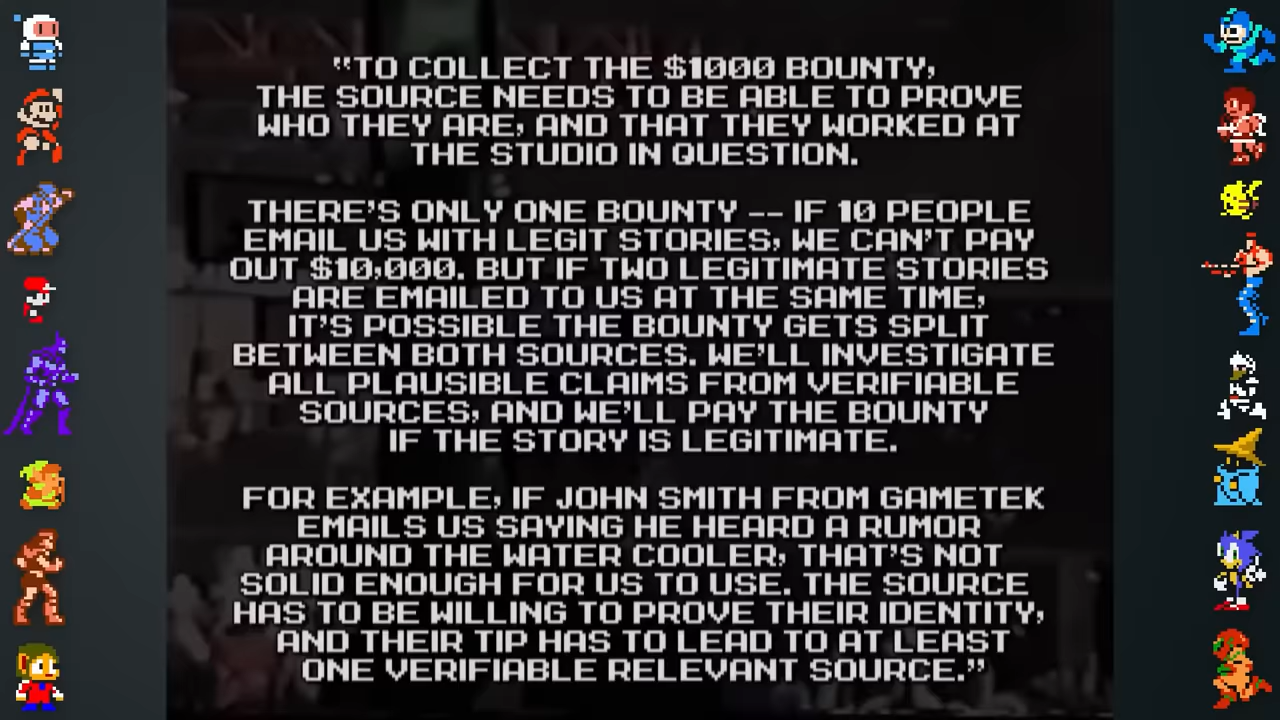 "TO COLLECT THE $1000 BOUNTY,
THE SOURCE NEEDS TO BE ABLE TO PROVE
WHO THEY ARE, AND THAT THEY WORKED AT
THE STUDIO IN QUESTION.
THERE'S ONLY ONE BOUNTY -- IF 10 PEOPLE
EMAIL US WITH LEGIT STORIES, WE CAN'T PAY
OUT $10,000. BUT IF TWO LEGITIMATE STORIES
ARE EMAILED TO US AT THE SAME TIME,
IT'S POSSIBLE THE BOUNTY GETS SPLIT
BETWEEN BOTH SOURCES. WE'LL INVESTIGATE
ALL PLAUSIBLE CLAIMS FROM VERIFIABLE
SOURCES, AND WE'LL PAY THE BOUNTY
IF THE STORY IS LEGITIMATE.
FOR EXAMPLE, IF JOHN SMITH FROM GAMETEK
EMAILS US SAYING HE HEARD A RUMOR
AROUND THE WATER COOLER, THAT'S NOT
SOLID ENOUGH FOR US TO USE. THE SOURCE
HAS TO BE WILLING TO PROVE THEIR IDENTITY,
AND THEIR TIP HAS TO LEAD TO AT LEAST
ONE VERIFIABLE RELEVANT SOURCE."